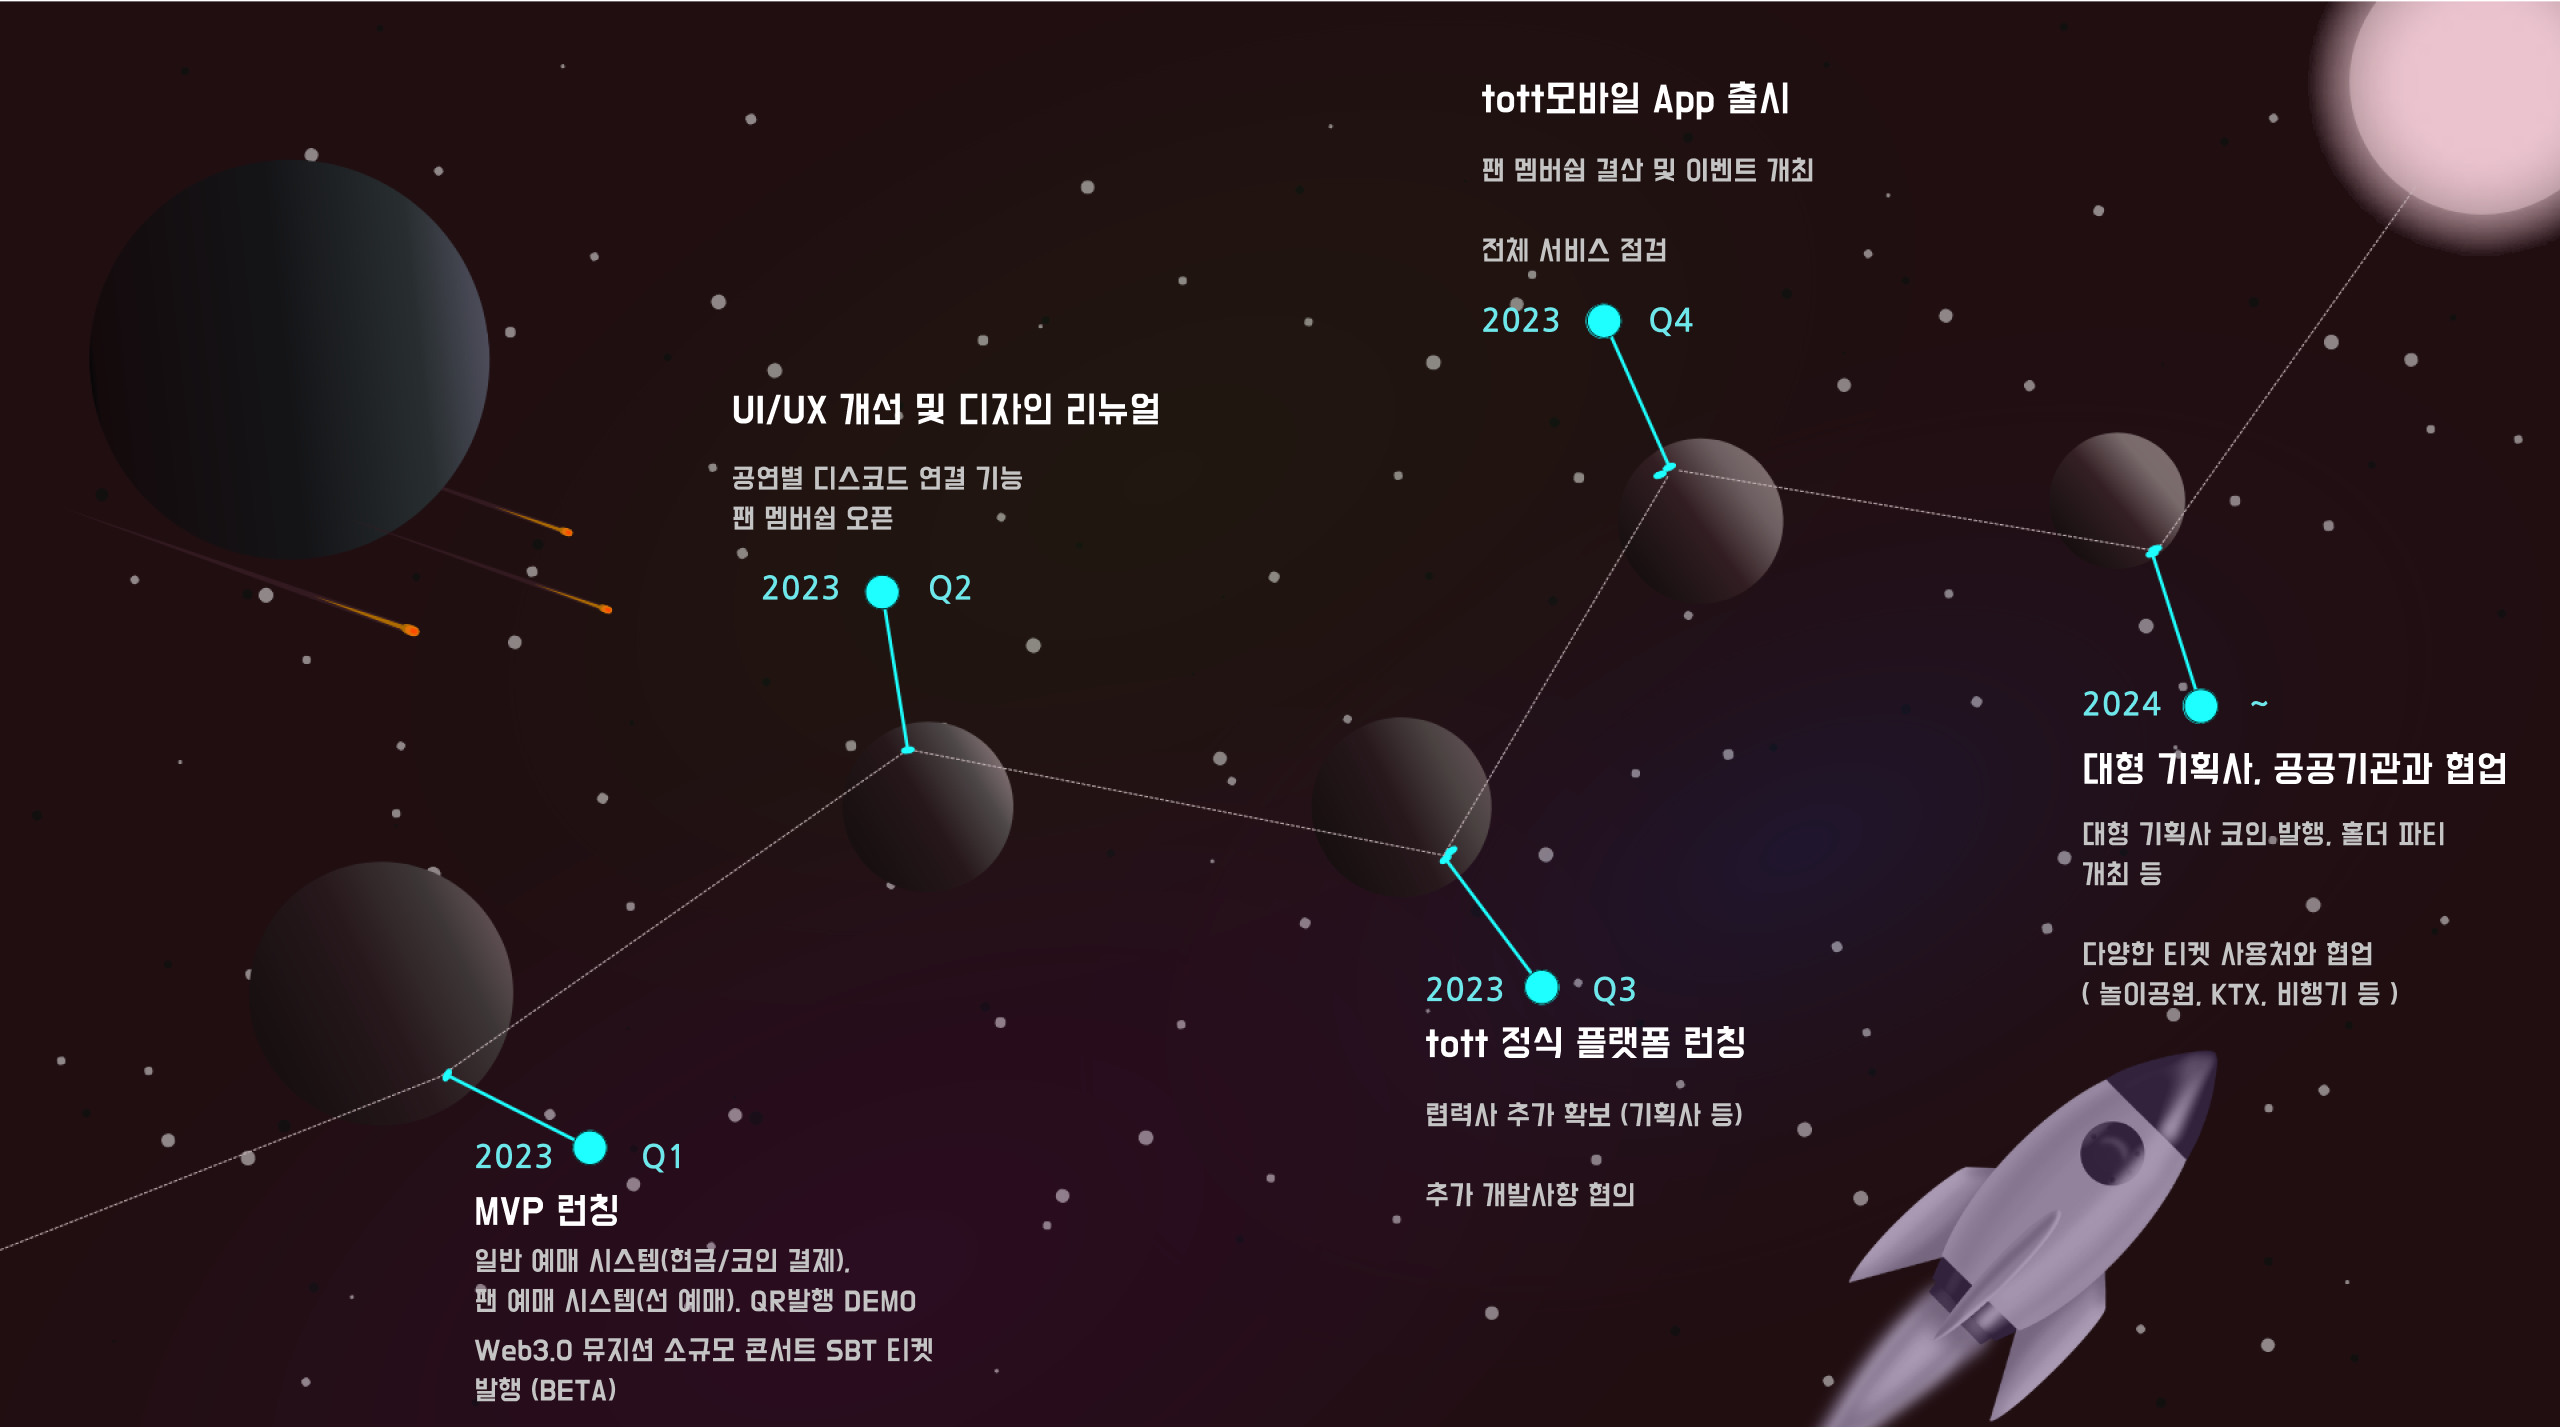 tott모바일 App 출시
팬 멤버쉽 결산 및 이벤트 개최
전체 서비스 점검
2023 Q4
UI/UX 개선 및 디자인 리뉴얼
공연별 디스코드 연결 기능
팬 멤버쉽 오픈
2023 Q2
2024 ~
대형 기획사, 공공기관과 협업
대형 기획사 코인 발행, 홀더 파티
개최 등
다양한 티켓 사용처와 협업
( 놀이공원, KTX, 비행기 등 )
2023 Q3
tott 정식 플랫폼 런칭
렵력사 추가 확보 (기획사 등)
추가 개발사항 협의
2023 Q1
MVP 런칭
일반 예매 시스템(현금/코인 결제),
팬 예매 시스템(선 예매). QR발행 DEMO
Web3.0 뮤지션 소규모 콘서트 SBT 티켓
발행 (BETA)